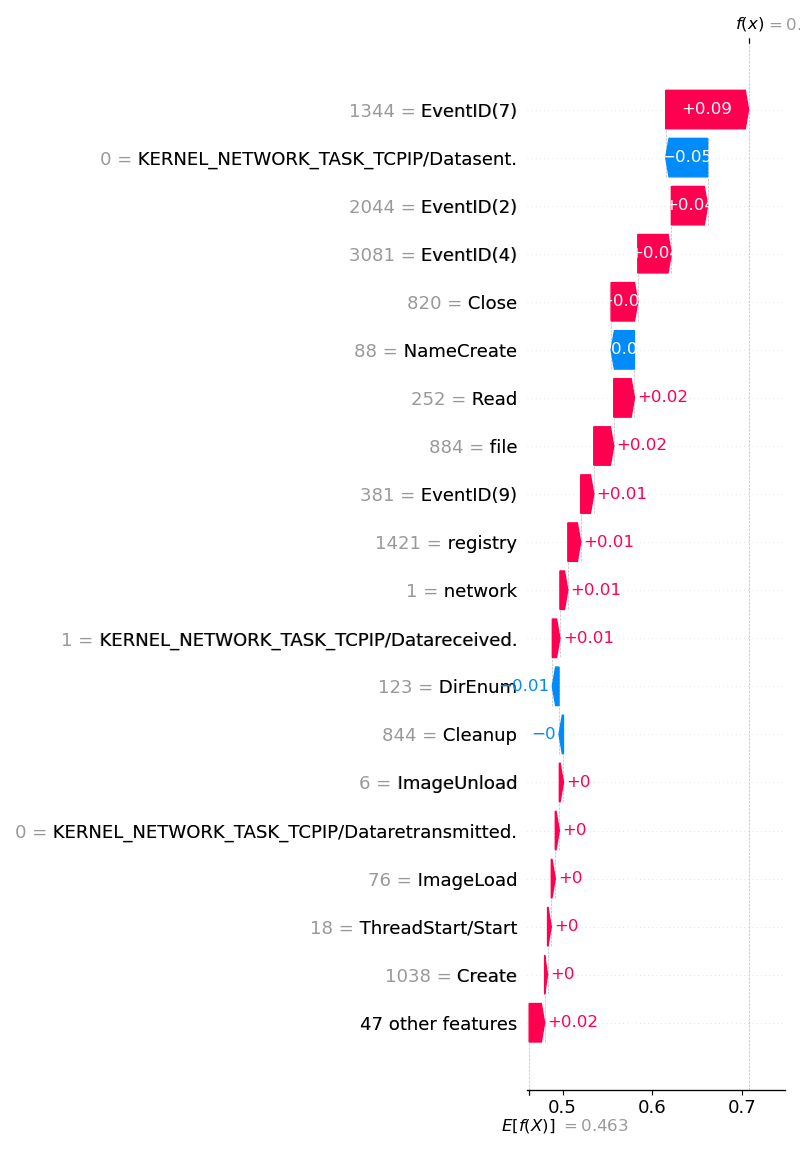 f(x) = 0.
1344 = EventID(7) +0.09
0 = KERNEL_NETWORK_TASK_TCPIP/Datasent. −0.05
2044 = EventID(2) +0.04
3081 = EventID(4)
820 = Close
88 = NameCreate
252 = Read +0.02
884 = file +0.02
381 = EventID(9) +0.01
1421 = registry +0.01
1 = network +0.01
1 = KERNEL_NETWORK_TASK_TCPIP/Datareceived. +0.01
123 = DirEnum −0.01
844 = Cleanup −0
6 = ImageUnload +0
0 = KERNEL_NETWORK_TASK_TCPIP/Dataretransmitted. +0
76 = ImageLoad +0
18 = ThreadStart/Start +0
1038 = Create +0
47 other features +0.02
0.5 0.6 0.7
E[f(X)] = 0.463